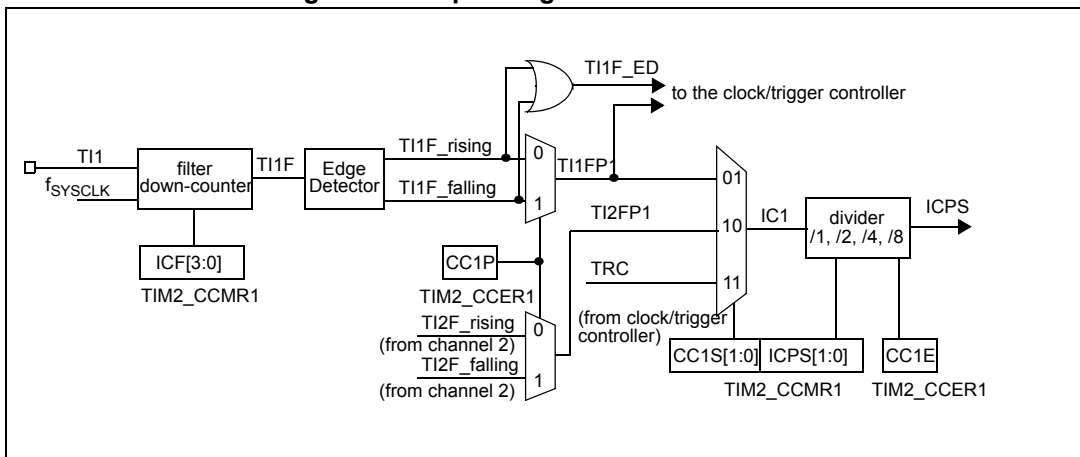 TI1F_ED
to the clock/trigger controller
TI1
fSYSCLK
filter
down-counter
TI1F
Edge
Detector
TI1F_rising
TI1F_falling
0
1
TI1FP1
TI2FP1
TRC
01
10
11
IC1
divider
/1, /2, /4, /8
ICPS
ICF[3:0]
TIM2_CCMR1
CC1P
TIM2_CCER1
TI2F_rising
(from channel 2)
TI2F_falling
(from channel 2)
0
1
(from clock/trigger
controller)
CC1S[1:0]
ICPS[1:0]
CC1E
TIM2_CCMR1
TIM2_CCER1